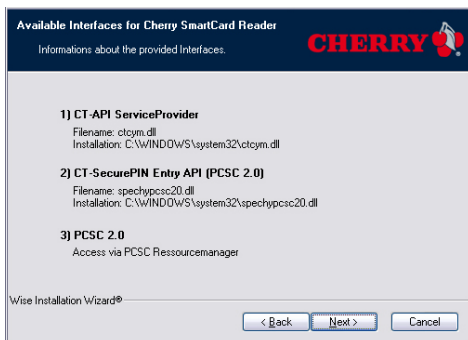 Available Interfaces for Cherry SmartCard Reader
Informations about the provided Interfaces.
CHERRY
1) CT-API ServiceProvider
Filename: ctcym.dll
Installation: C:\WINDOWS\system32\ctcym.dll
2) CT-SecurePIN Entry API (PCSC 2.0)
Filename: spechypcsc20.dll
Installation: C:\WINDOWS\system32\spechypcsc20.dll
3) PCSC 2.0
Access via PCSC Ressourcemanager
Wise Installation Wizard®
< Back Next > Cancel